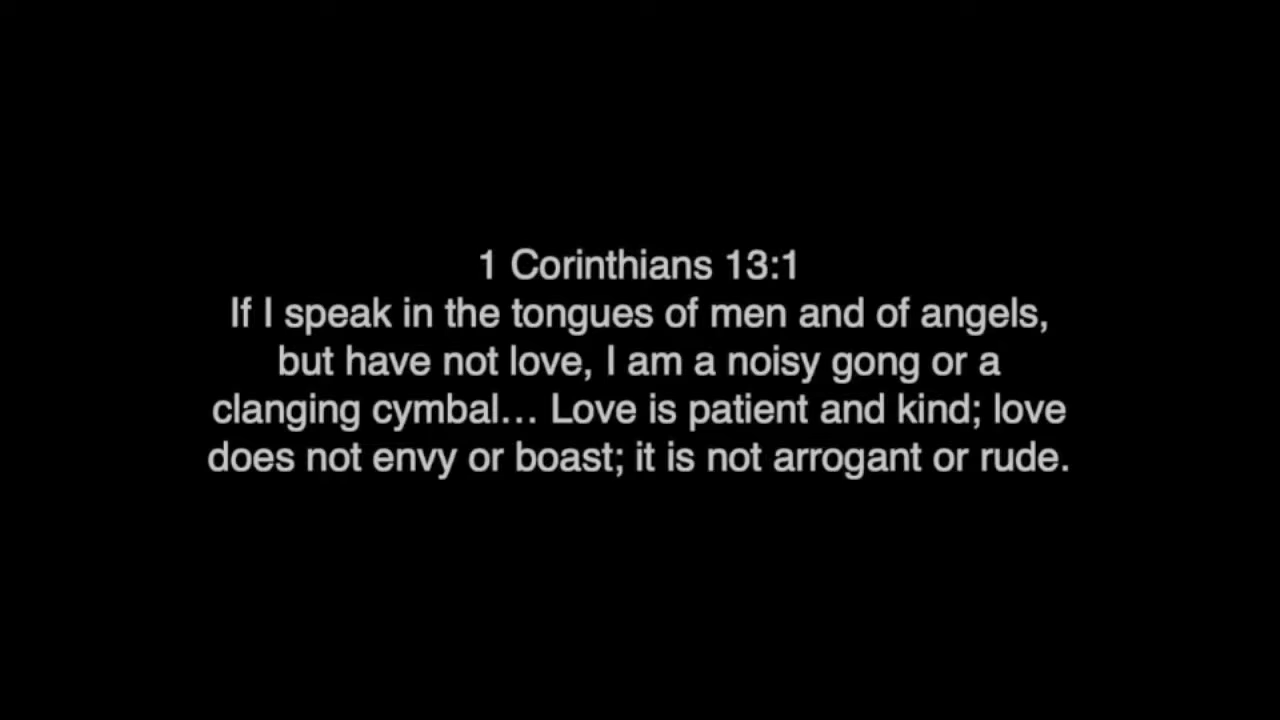 1 Corinthians 13:1
If I speak in the tongues of men and of angels,
but have not love, I am a noisy gong or a
clanging cymbal… Love is patient and kind; love
does not envy or boast; it is not arrogant or rude.